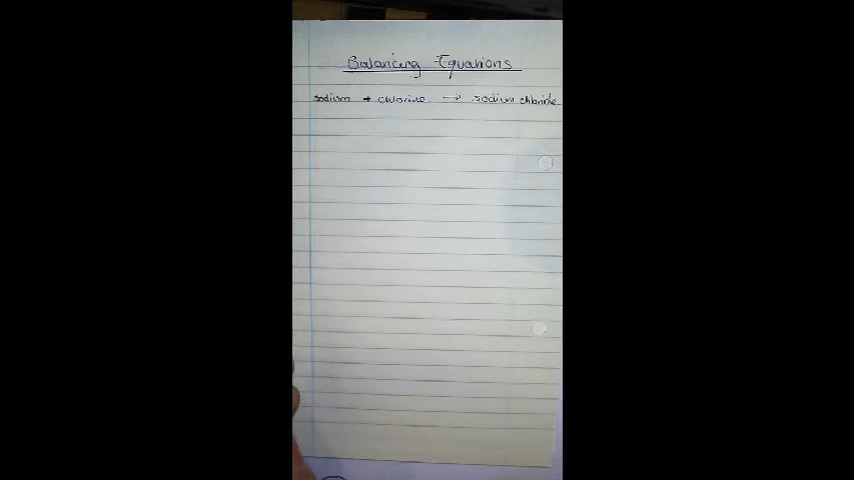 Balancing Equations
sodium + chlorine → sodium chloride